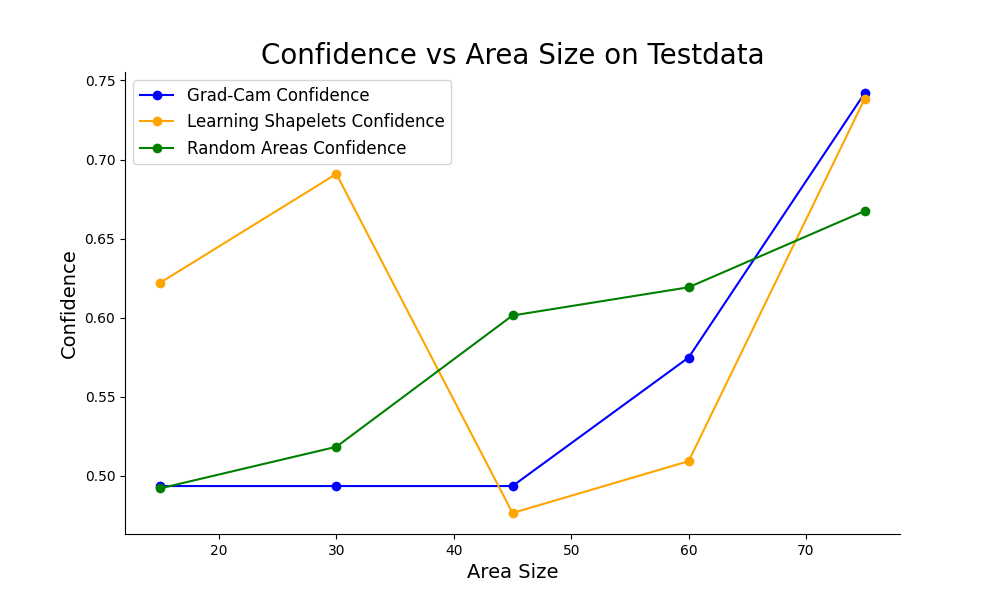 Confidence vs Area Size on Testdata
Grad-Cam Confidence
Learning Shapelets Confidence
Random Areas Confidence
Confidence
0.75
0.70
0.65
0.60
0.55
0.50
20 30 40 50 60 70
Area Size